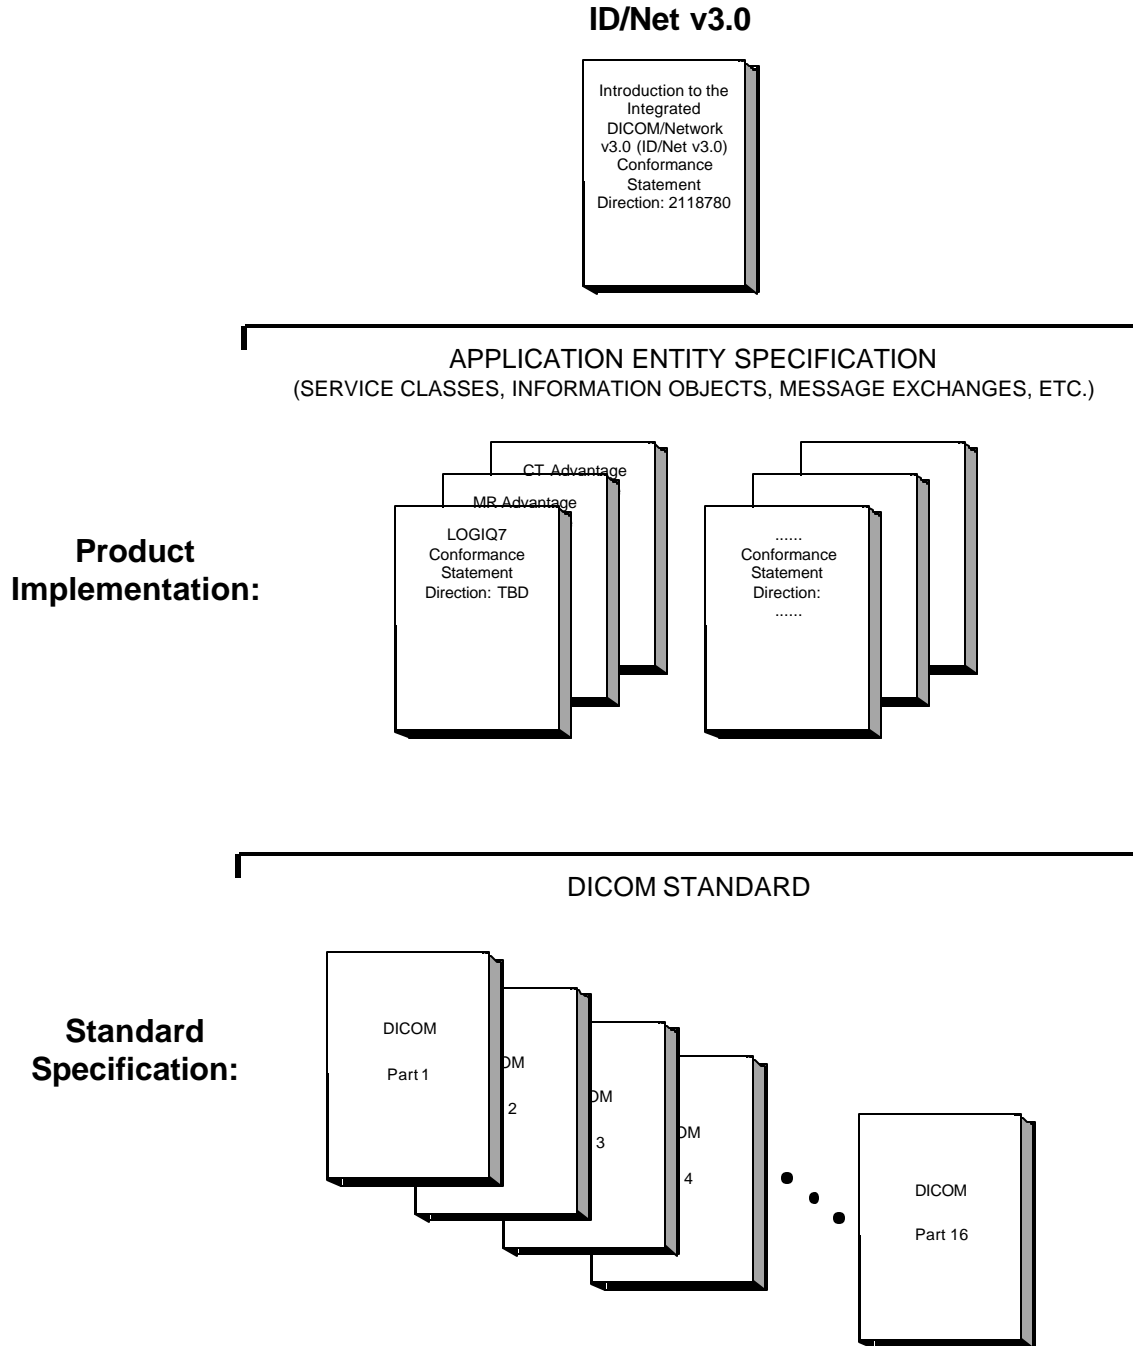 ID/Net v3.0
Introduction to the
Integrated
DICOM/Network
v3.0 (ID/Net v3.0)
Conformance
Statement
Direction: 2118780
APPLICATION ENTITY SPECIFICATION
(SERVICE CLASSES, INFORMATION OBJECTS, MESSAGE EXCHANGES, ETC.)
Product
Implementation:
CT Advantage
MR Advantage
LOGIQ7
Conformance
Statement
Direction: TBD
......
Conformance
Statement
Direction:
......
DICOM STANDARD
Standard
Specification:
DICOM
Part 1
OM
2
OM
3
OM
4
DICOM
Part 16